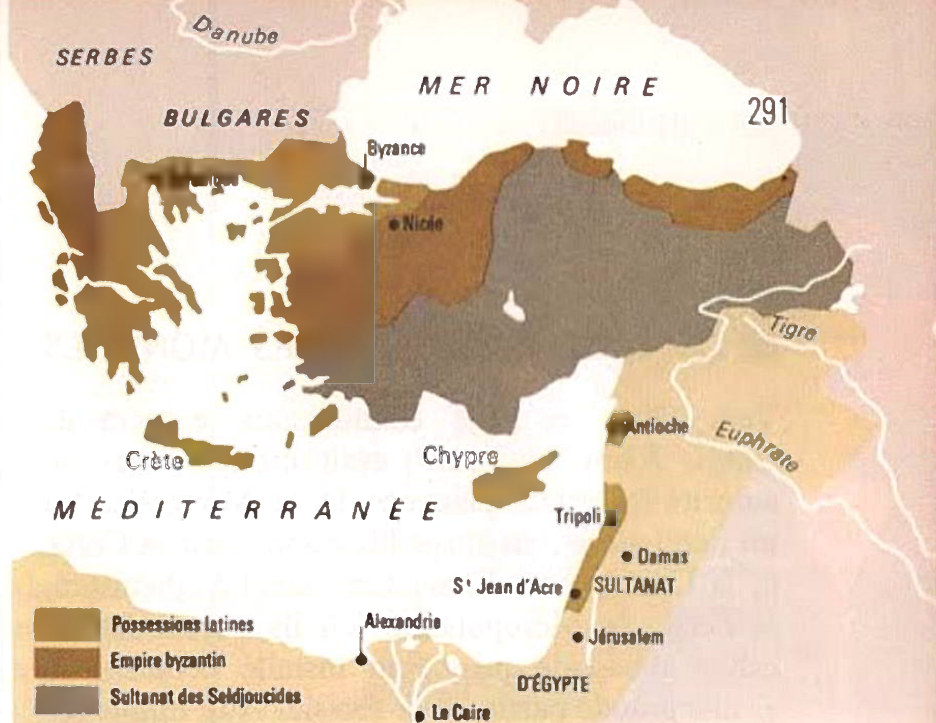 Danube
SERBES
MER NOIRE
291
BULGARES
Byzance
Nicée
Tigre
Antioche
Euphrate
Crète
Chypre
MÉDITERRANÉE
Tripoli
Damas
St Jean d'Acre
SULTANAT
Possessions latines
Alexandrie
Jérusalem
Empire byzantin
D'ÉGYPTE
Sultanat des Seldjoucides
Le Caire